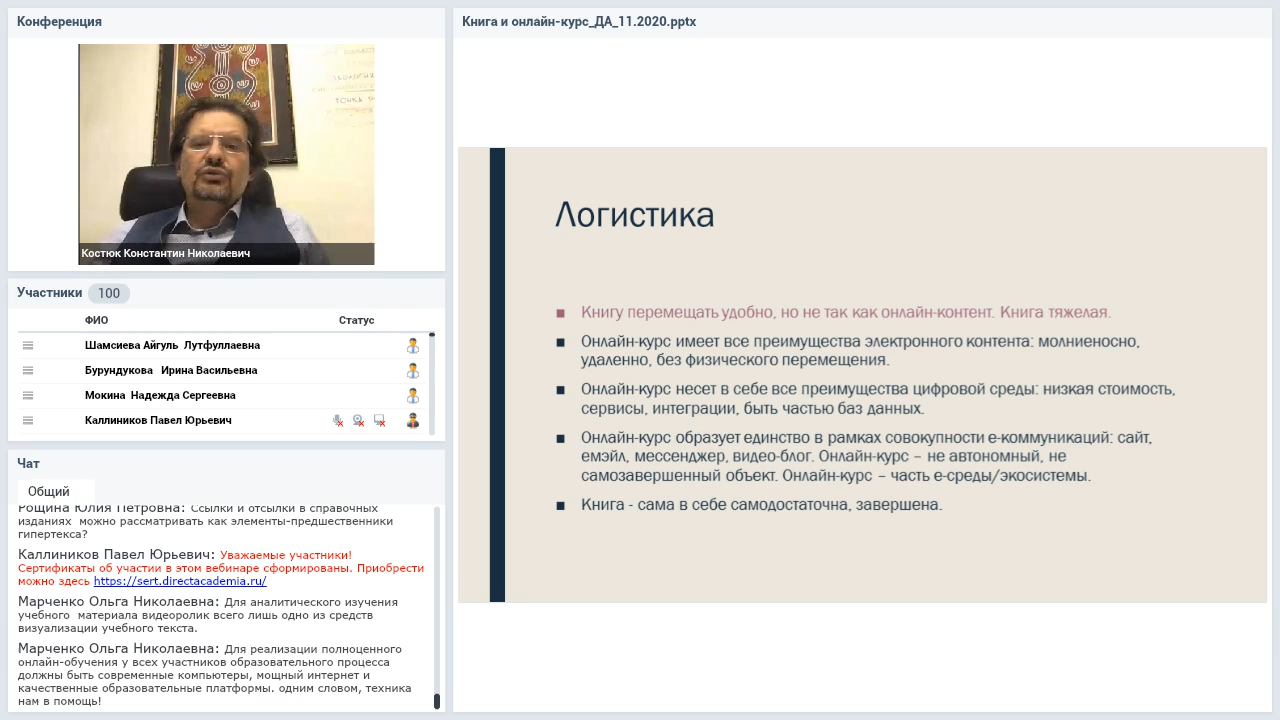 Конференция
Костюк Константин Николаевич
Участники 100
ФИО Статус
Шамсиева Айгуль Лутфуллаевна
Бурундукова Ирина Васильевна
Мокина Надежда Сергеевна
Каллиников Павел Юрьевич
Чат
Общий
Рощина Юлия Петровна: Ссылки и отсылки в справочных
изданиях можно рассматривать как элементы-предшественники
гипертекса?
Каллиников Павел Юрьевич: Уважаемые участники!
Сертификаты об участии в этом вебинаре сформированы. Приобрести
можно здесь https://sert.directacademia.ru/
Марченко Ольга Николаевна: Для аналитического изучения
учебного материала видеоролик всего лишь одно из средств
визуализации учебного текста.
Марченко Ольга Николаевна: Для реализации полноценного
онлайн-обучения у всех участников образовательного процесса
должны быть современные компьютеры, мощный интернет и
качественные образовательные платформы. одним словом, техника
нам в помощь!
Книга и онлайн-курс_ДА_11.2020.pptx
Логистика
■ Книгу перемещать удобно, но не так как онлайн-контент. Книга тяжелая.
■ Онлайн-курс имеет все преимущества электронного контента: молниеносно,
удаленно, без физического перемещения.
■ Онлайн-курс несет в себе все преимущества цифровой среды: низкая стоимость,
сервисы, интеграции, быть частью баз данных.
■ Онлайн-курс образует единство в рамках совокупности е-коммуникаций: сайт,
емэйл, мессенджер, видео-блог. Онлайн-курс – не автономный, не
самозавершенный объект. Онлайн-курс – часть е-среды/экосистемы.
■ Книга - сама в себе самодостаточна, завершена.